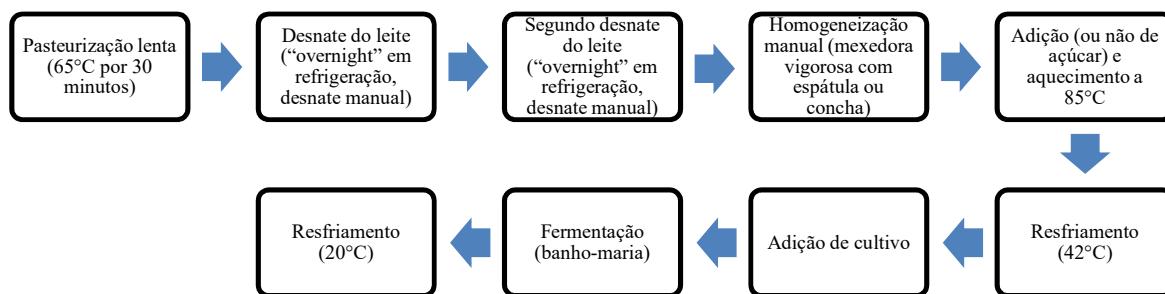 Pasteurização lenta
(65°C por 30
minutos)
Desnate do leite
(“overnight” em
refrigeração,
desnate manual)
Segundo desnate
do leite
(“overnight” em
refrigeração,
desnate manual)
Homogeneização
manual (mexedora
vigorosa com
espátula ou
concha)
Adição (ou não de
açúcar) e
aquecimento a
85°C
Resfriamento
(42°C)
Adição de cultivo
Fermentação
(banho-maria)
Resfriamento
(20°C)